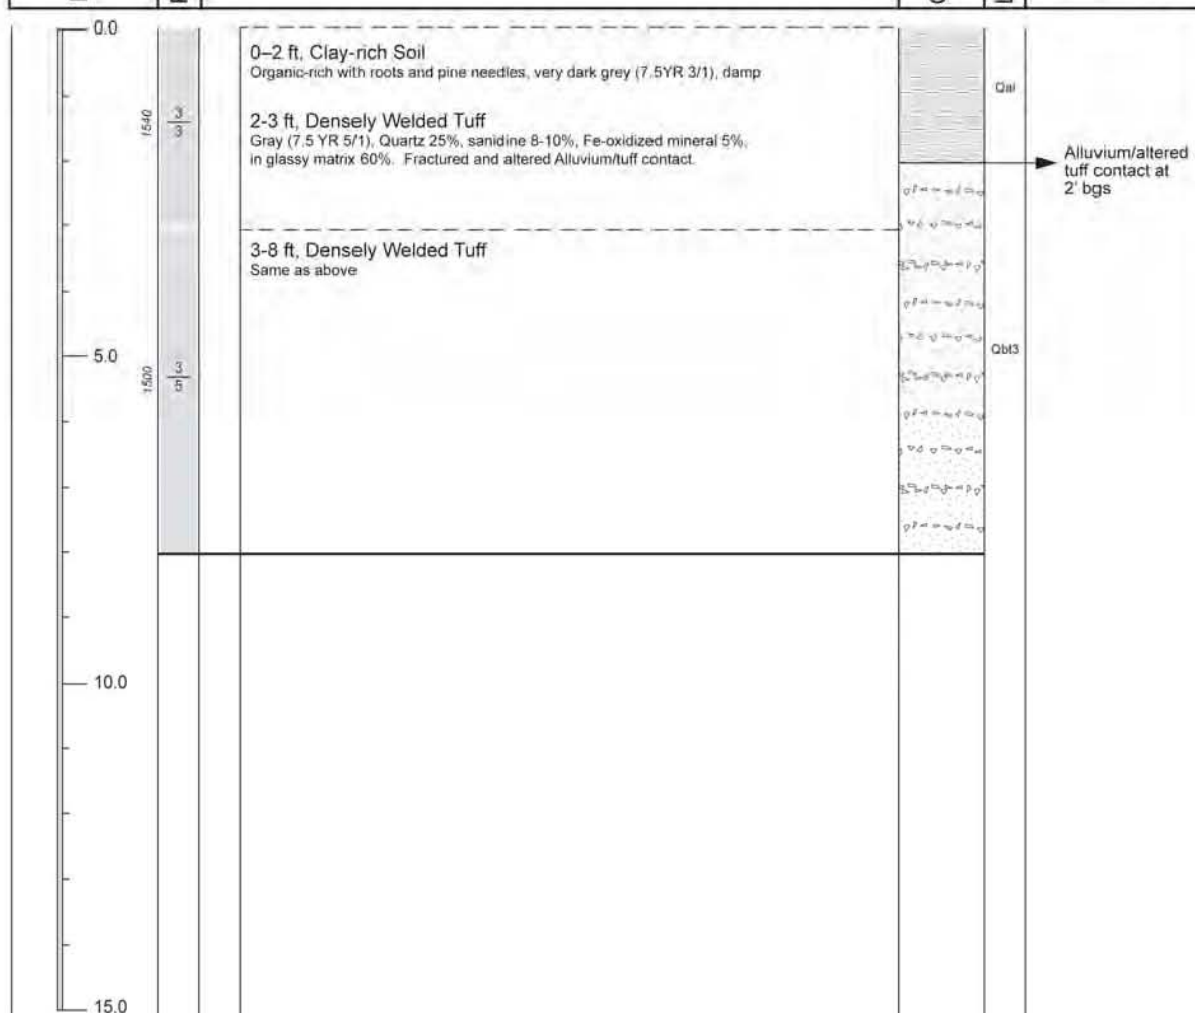 0.0
0–2 ft, Clay-rich Soil
Organic-rich with roots and pine needles, very dark grey (7.5YR 3/1), damp
Qal
1540
3
3
2-3 ft, Densely Welded Tuff
Gray (7.5 YR 5/1), Quartz 25%, sanidine 8-10%, Fe-oxidized mineral 5%,
in glassy matrix 60%. Fractured and altered Alluvium/tuff contact.
Alluvium/altered
tuff contact at
2' bgs
3-8 ft, Densely Welded Tuff
Same as above
5.0
1500
3
5
Qbt3
10.0
15.0